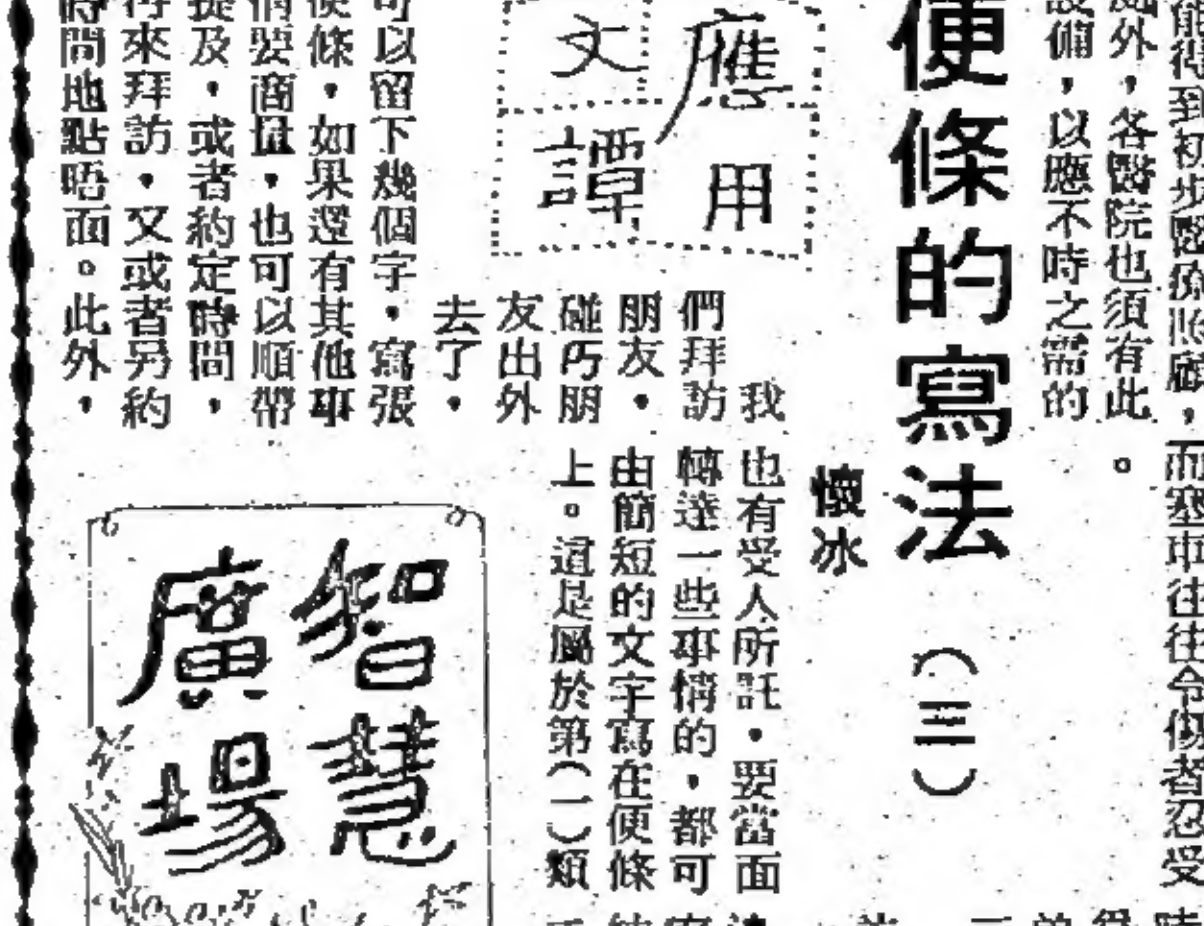 能得到初步醫療照顧，而塞車往往令傷者忍受
外，各醫院也須有此
設備，以應不時之需的。
便條的寫法（三）
懷冰
應用
文譚
我
們拜訪
朋友，
碰巧朋
友出外
去了，
可以留下幾個字，寫張
便條，如果還有其他事
情要商量，也可以順帶
提及，或者約定時間，
再來拜訪，又或者另約
時間地點晤面。此外，
也有受人所託，要當面
轉達一些事情的，都可
由簡短的文字寫在便條
上。這是屬於第（一）類
智慧
廣場